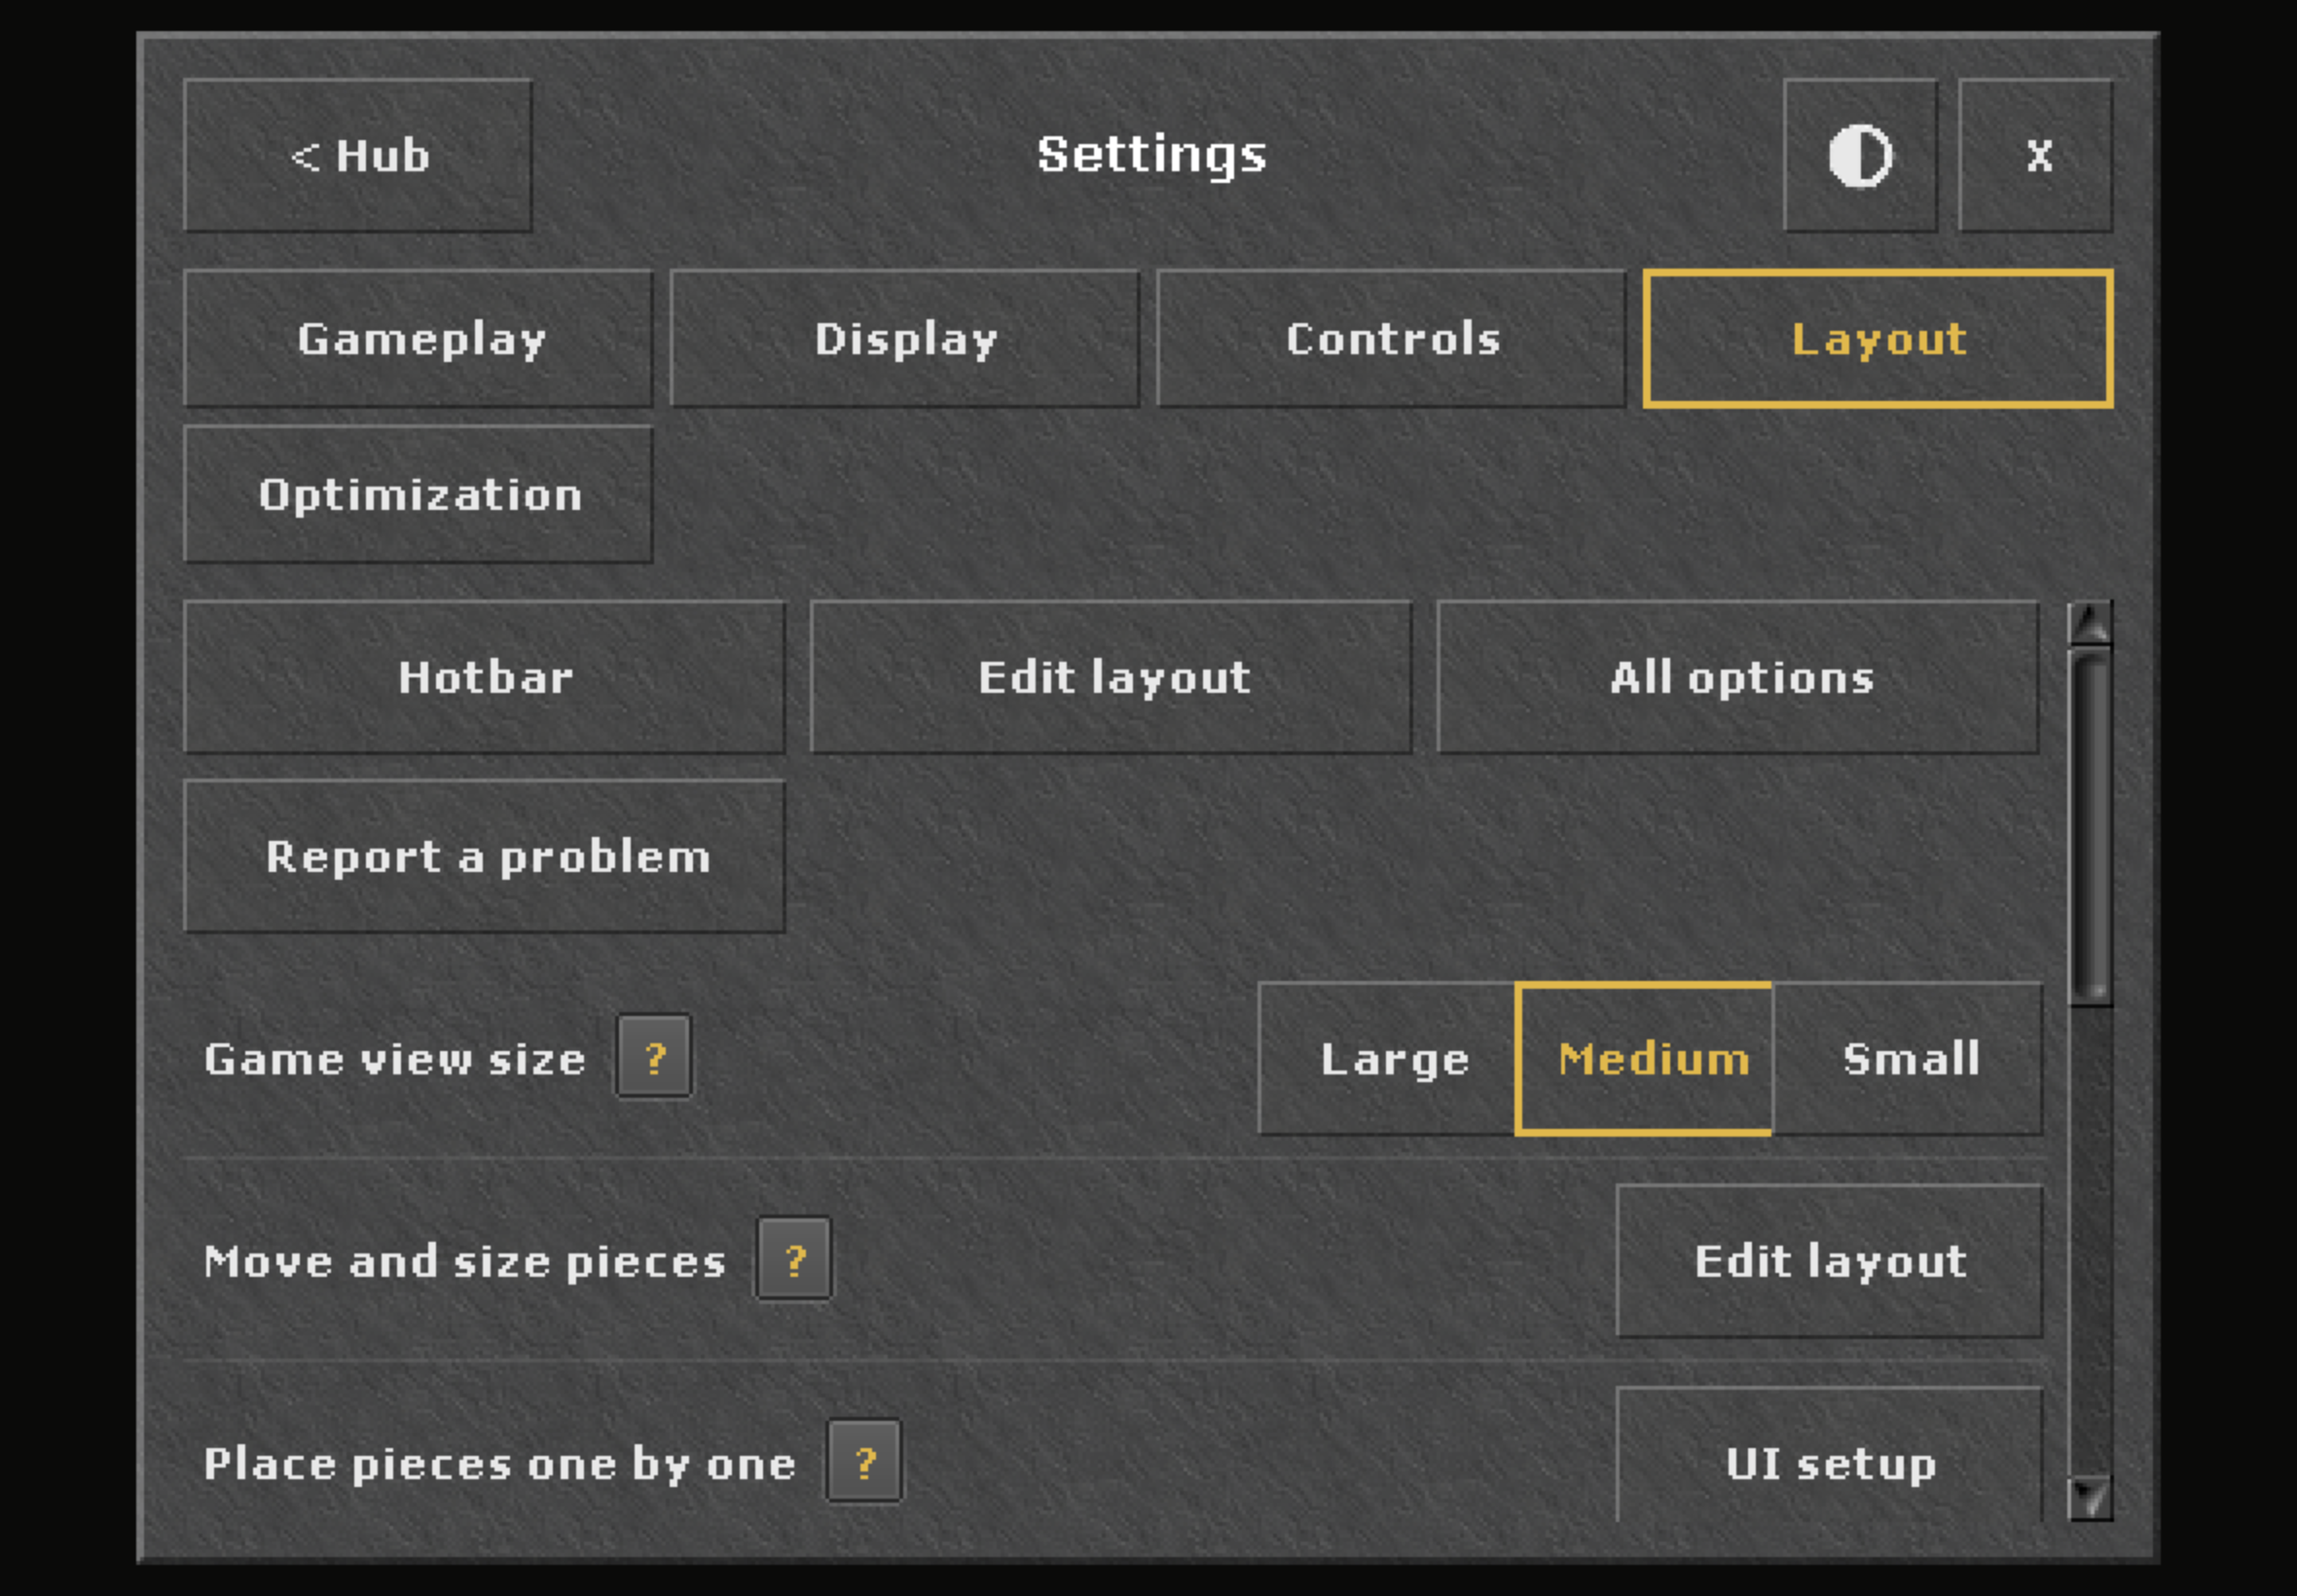 < Hub
Settings
X
Gameplay
Display
Controls
Layout
Optimization
Hotbar
Edit layout
All options
Report a problem
Game view size ?
Large
Medium
Small
Move and size pieces ?
Edit layout
Place pieces one by one ?
UI setup